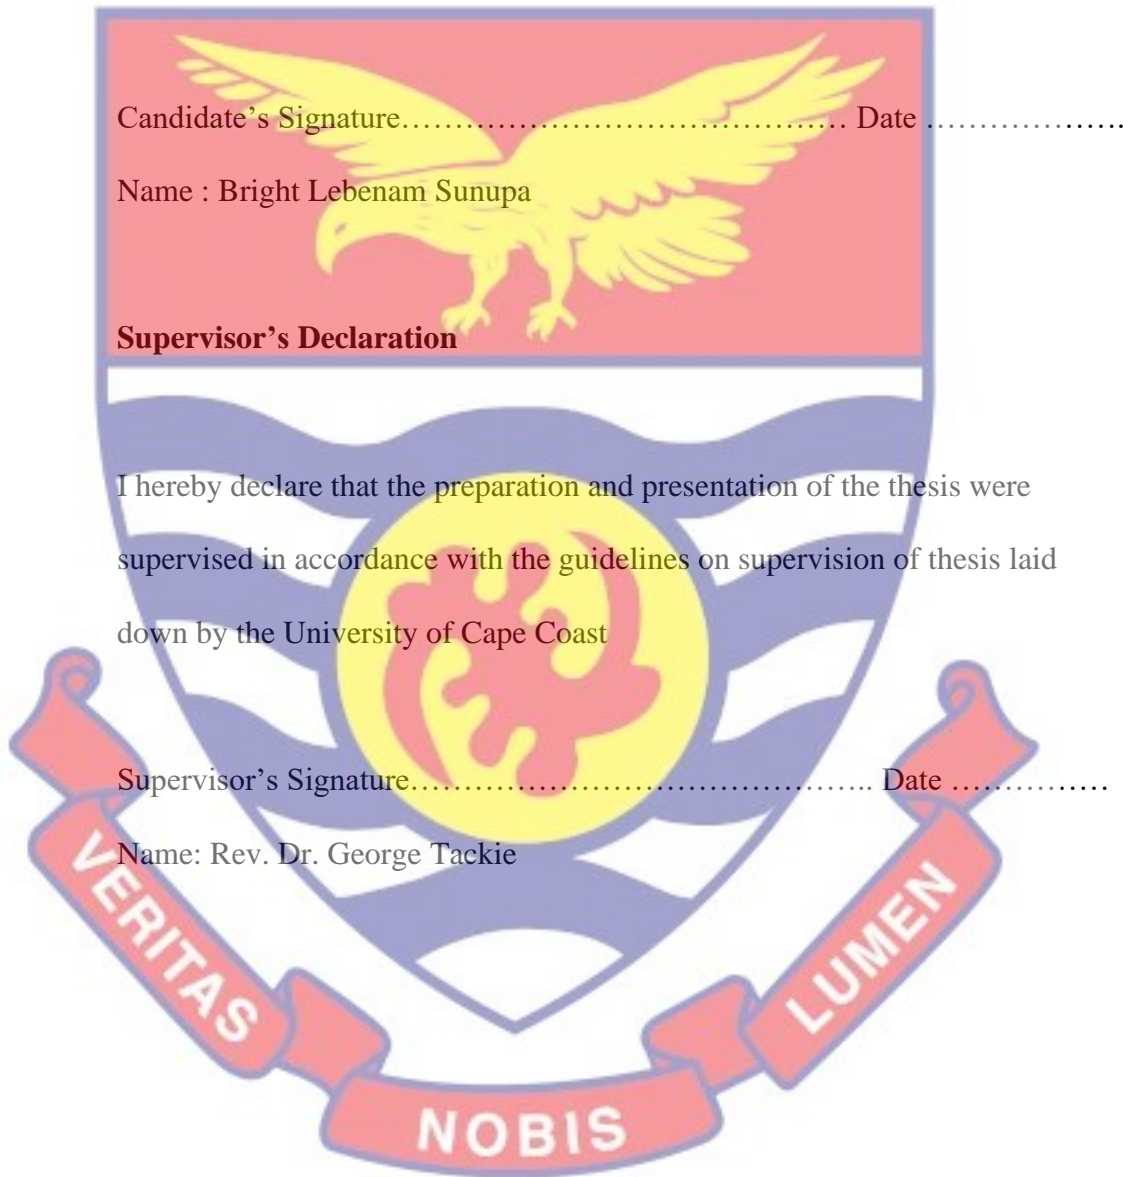 Candidate’s Signature…………………………………… Date ………………
Name : Bright Lebenam Sunupa
Supervisor’s Declaration
I hereby declare that the preparation and presentation of the thesis were
supervised in accordance with the guidelines on supervision of thesis laid
down by the University of Cape Coast
Supervisor’s Signature…………………………………….. Date ……………
Name: Rev. Dr. George Tackie
VERITAS
NOBIS
LUMEN